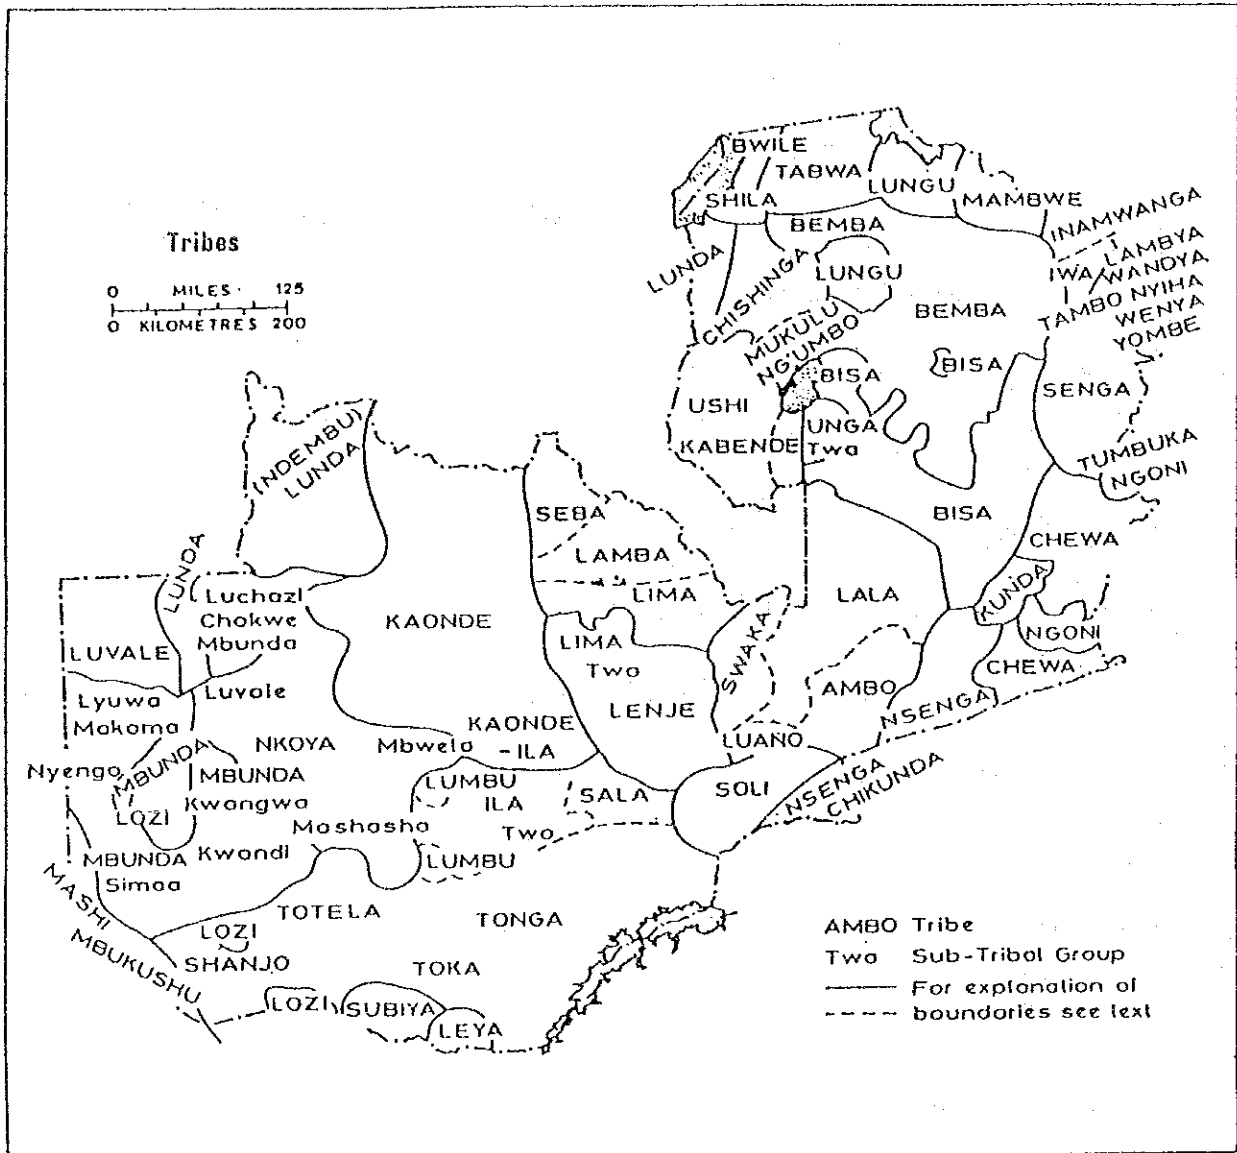 Tribes
0 MILES 125
0 KILOMETRES 200
BWILE
TABWA
SHILA
LUNGU
MAMBWE
INAMWANGA
BEMBA
LUNDA
CHISHINGA
LUNGU
IWA
LAMBYA
WANDYA
TAMBO NYIHA
WENYA
YOMBE
BEMBA
MUKULU
NG'UMBO
BISA
BISA
SENGA
USHI
UNGA
KABENDE
Twa
TUMBUKA
NGONI
(NDEMBU)
LUNDA
SEBA
BISA
CHEWA
LAMBA
LUNDA
LIMA
LALA
KUNDA
Luchazi
Chokwe
Mbunda
KAONDE
LUVALE
LIMA
Twa
SWAKA
NGONI
CHEWA
Lyuwa
Makoma
Luvale
LENJE
AMBO
NSENGA
KAONDE
-ILA
NKOYA
Mbwela
LUANO
MBUNDA
Nyengo
MBUNDA
LUMBU
ILA
SALA
SOLI
NSENGA
CHIKUNDA
LOZI
Kwangwa
Mashasha
Twa
MBUNDA
Simaa
Kwandi
LUMBU
MASHI
TOTELA
TONGA
LOZI
MBUKUSHU
SHANJO
TOKA
LOZI
SUBIYA
LEYA
AMBO Tribe
Twa Sub-Tribal Group
For explanation of
boundaries see text